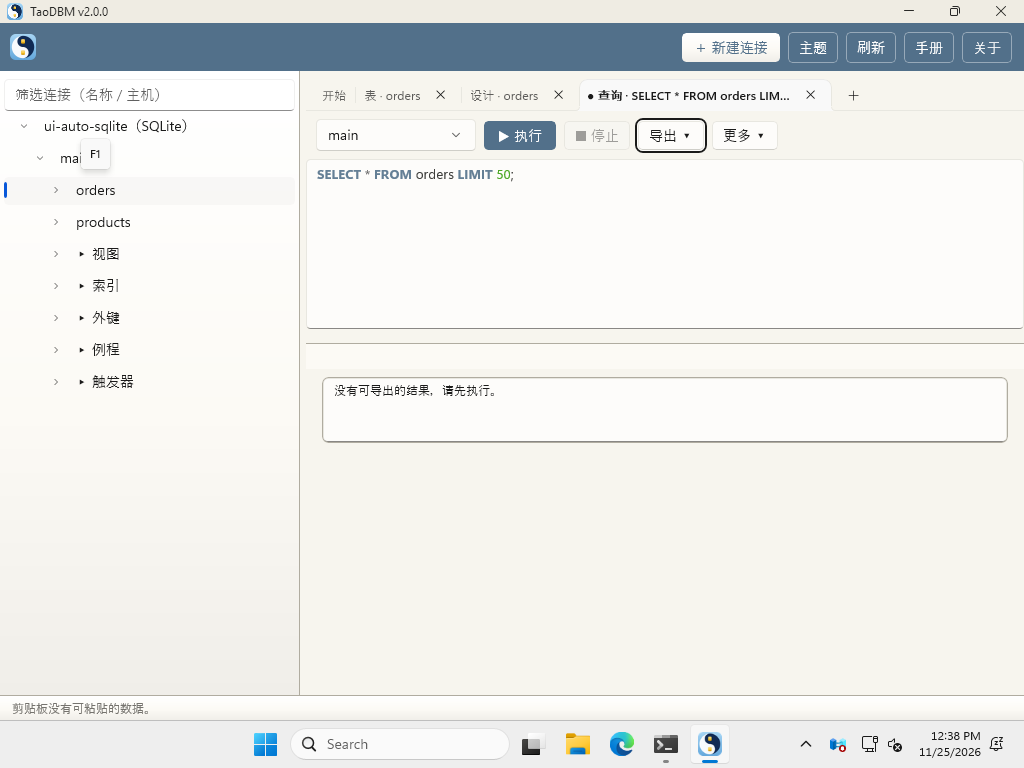 TaoDBM v2.0.0
+ 新建连接
主题
刷新
手册
关于
筛选连接（名称 / 主机）
ui-auto-sqlite（SQLite）
mai
F1
orders
products
视图
索引
外键
例程
触发器
开始
表 · orders
设计 · orders
● 查询 · SELECT * FROM orders LIM...
main
执行
停止
导出
更多
SELECT * FROM orders LIMIT 50;
没有可导出的结果，请先执行。
剪贴板没有可粘贴的数据。
Search
12:38 PM
11/25/2026